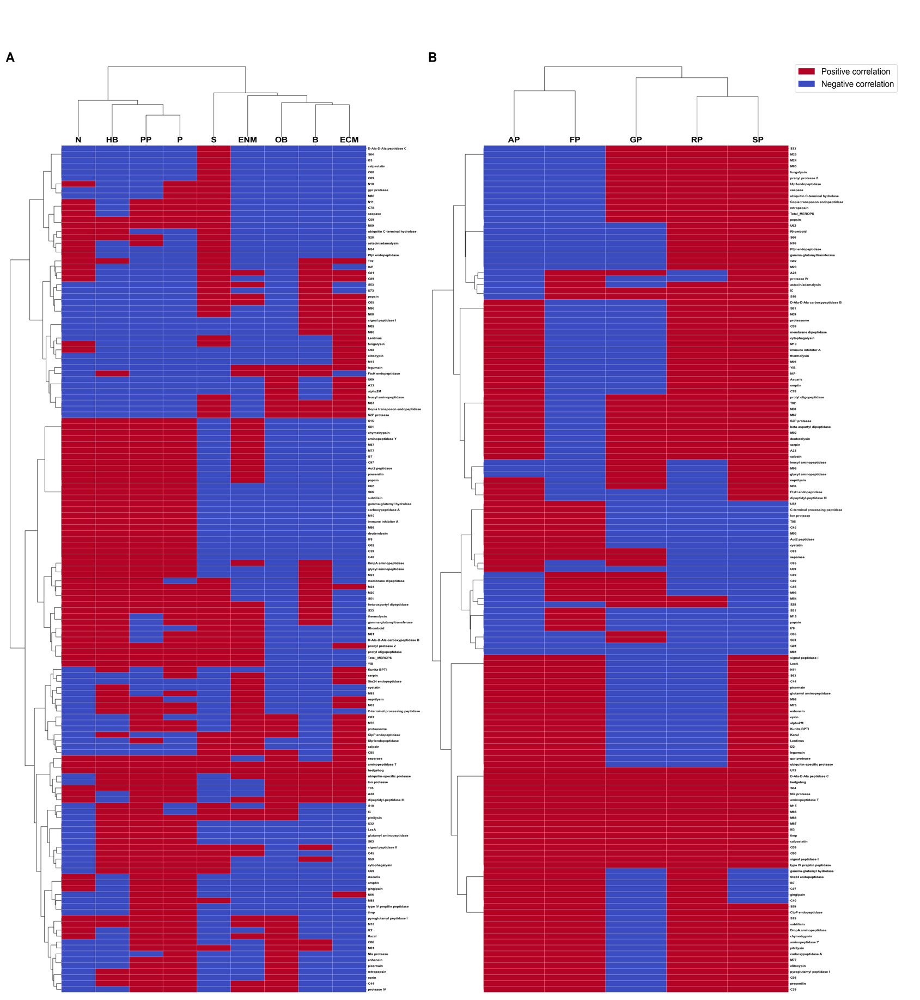 A
B
Positive correlation
Negative correlation
N HB PP P S ENM OB B ECM
AP FP GP RP SP
D-Ala-D-Ala peptidase C
S64
I63
calpastatin
C60
C09
N10
gpr protease
M86
N11
C78
caspase
C59
N09
ubiquitin C-terminal hydrolase
S28
astacin/adamalysin
M54
PfpI endopeptidase
T02
IAP
G01
C89
S53
U73
pepsin
C65
M96
N08
signal peptidase I
M02
M80
Lentinus
fungalysin
C98
clitocypin
M15
legumain
FtsH endopeptidase
U69
A33
alpha2M
leucyl aminopeptidase
M67
Copia transposon endopeptidase
S2P protease
S15
S81
chymotrypsin
aminopeptidase Y
M87
M77
I87
C97
Aut2 peptidase
presenilin
papain
U62
S66
subtilisin
gamma-glutamyl hydrolase
carboxypeptidase A
M10
immune inhibitor A
M98
deuterolysin
I78
G02
C39
C40
DmpA aminopeptidase
glycyl aminopeptidase
M23
membrane dipeptidase
M24
M20
S51
beta-aspartyl dipeptidase
S33
thermolysin
gamma-glutamyltransferase
Rhomboid
M81
D-Ala-D-Ala carboxypeptidase B
prenyl protease 2
prolyl oligopeptidase
Total_MEROPS
YIB
Kunitz-BPTI
serpin
Ste24 endopeptidase
cystatin
M93
neprilysin
M03
C-terminal processing peptidase
C83
M76
proteasome
ClpP endopeptidase
Ulp1endopeptidase
calpain
C85
separase
aminopeptidase T
hedgehog
ubiquitin-specific protease
lon protease
T05
A28
dipeptidyl-peptidase III
S10
IC
pitrilysin
U32
LexA
glutamyl aminopeptidase
S63
signal peptidase II
C45
S59
cytophagalysin
C69
Ascaris
omptin
gingipain
N06
M88
type IV prepilin peptidase
timp
pyroglutamyl peptidase I
M18
I22
Kazal
C86
M01
NIa protease
enhancin
picornain
retropepsin
oprin
C44
protease IV
S33
M23
M24
M80
fungalysin
prenyl protease 2
Ulp1endopeptidase
caspase
ubiquitin C-terminal hydrolase
Copia transposon endopeptidase
retropepsin
Total_MEROPS
pepsin
U62
Rhomboid
S66
N10
PfpI endopeptidase
gamma-glutamyltransferase
G02
M20
A28
protease IV
astacin/adamalysin
IC
S10
D-Ala-D-Ala carboxypeptidase B
S81
N09
proteasome
C59
membrane dipeptidase
cytophagalysin
M10
immune inhibitor A
thermolysin
M01
YIB
IAP
Ascaris
omptin
C78
prolyl oligopeptidase
T02
N08
M67
S2P protease
beta-aspartyl dipeptidase
M02
deuterolysin
serpin
A33
calpain
leucyl aminopeptidase
M96
glycyl aminopeptidase
neprilysin
N06
FtsH endopeptidase
dipeptidyl-peptidase III
U32
C-terminal processing peptidase
lon protease
T05
C45
M03
Aut2 peptidase
cystatin
C83
separase
C85
U69
C89
C69
C86
M93
M54
S28
S51
M18
papain
I78
C65
S53
G01
M81
signal peptidase I
LexA
N11
S63
C44
picornain
glutamyl aminopeptidase
M98
M76
enhancin
oprin
alpha2M
Kunitz-BPTI
Kazal
Lentinus
I22
legumain
gpr protease
ubiquitin-specific protease
U73
D-Ala-D-Ala peptidase C
hedgehog
S64
NIa protease
aminopeptidase T
M15
M86
M88
M87
I63
timp
calpastatin
C09
C60
signal peptidase II
type IV prepilin peptidase
gamma-glutamyl hydrolase
Ste24 endopeptidase
I87
C97
gingipain
C40
S59
ClpP endopeptidase
S15
subtilisin
DmpA aminopeptidase
chymotrypsin
aminopeptidase Y
pitrilysin
carboxypeptidase A
M77
clitocypin
pyroglutamyl peptidase I
C98
presenilin
C39